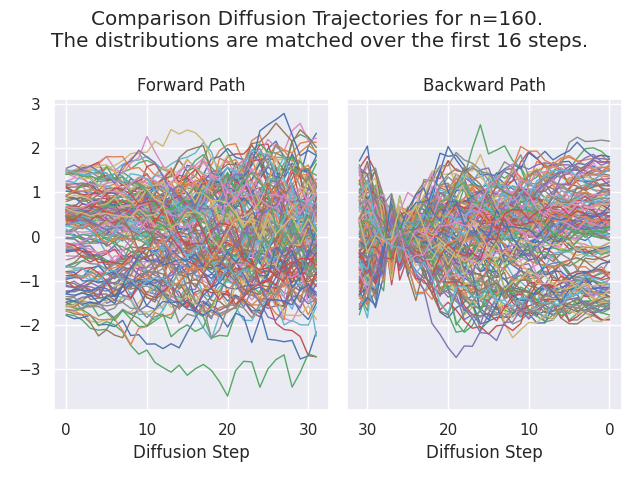 Comparison Diffusion Trajectories for n=160.
The distributions are matched over the first 16 steps.
Forward Path
Backward Path
3
2
1
0
−1
−2
−3
0 10 20 30
30 20 10 0
Diffusion Step
Diffusion Step